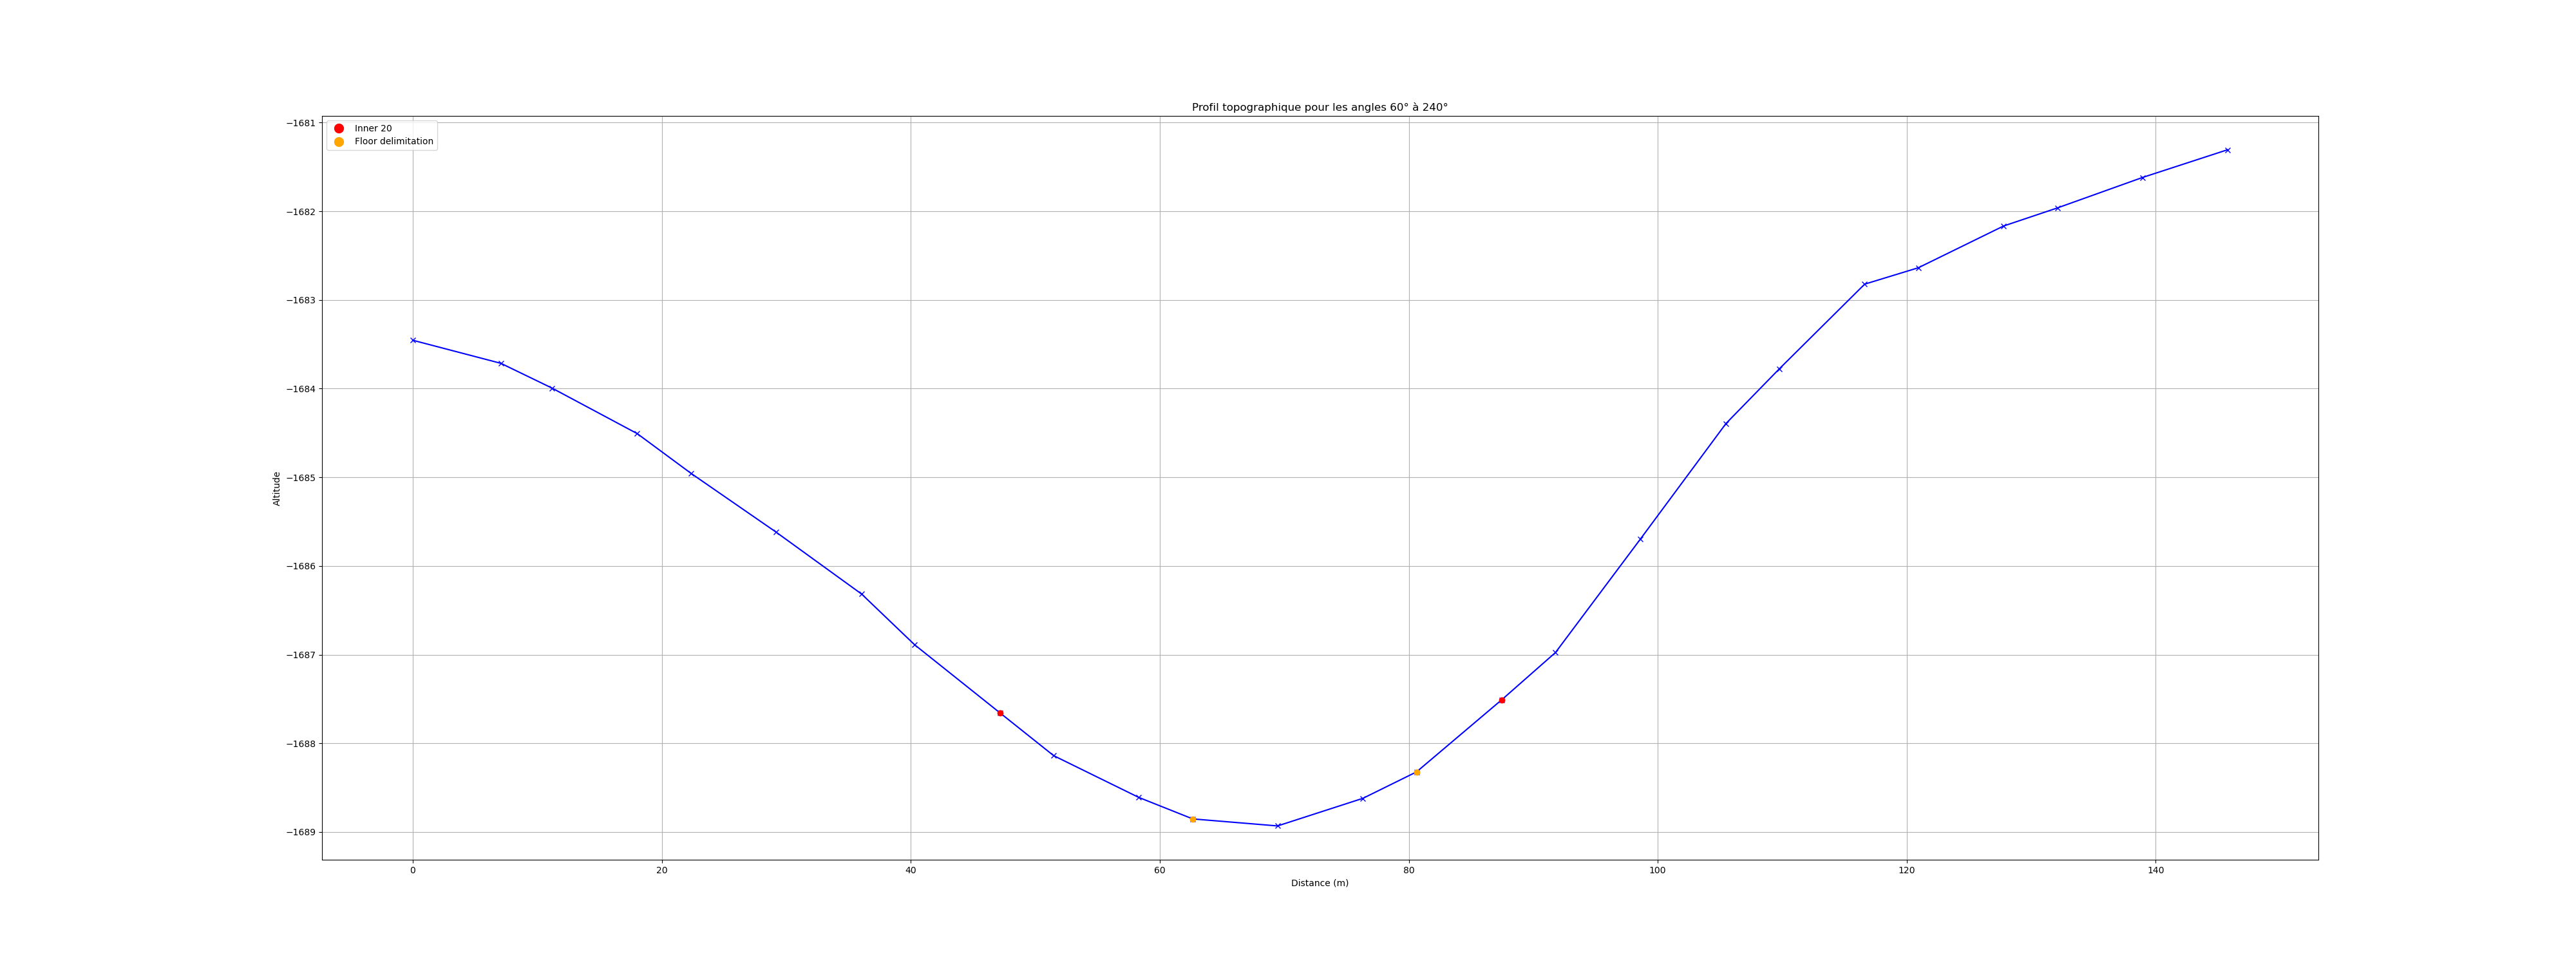 Profil topographique pour les angles 60° à 240°
Inner 20
Floor delimitation
−1681
−1682
−1683
−1684
−1685
−1686
−1687
−1688
−1689
Altitude
0 20 40 60 80 100 120 140
Distance (m)